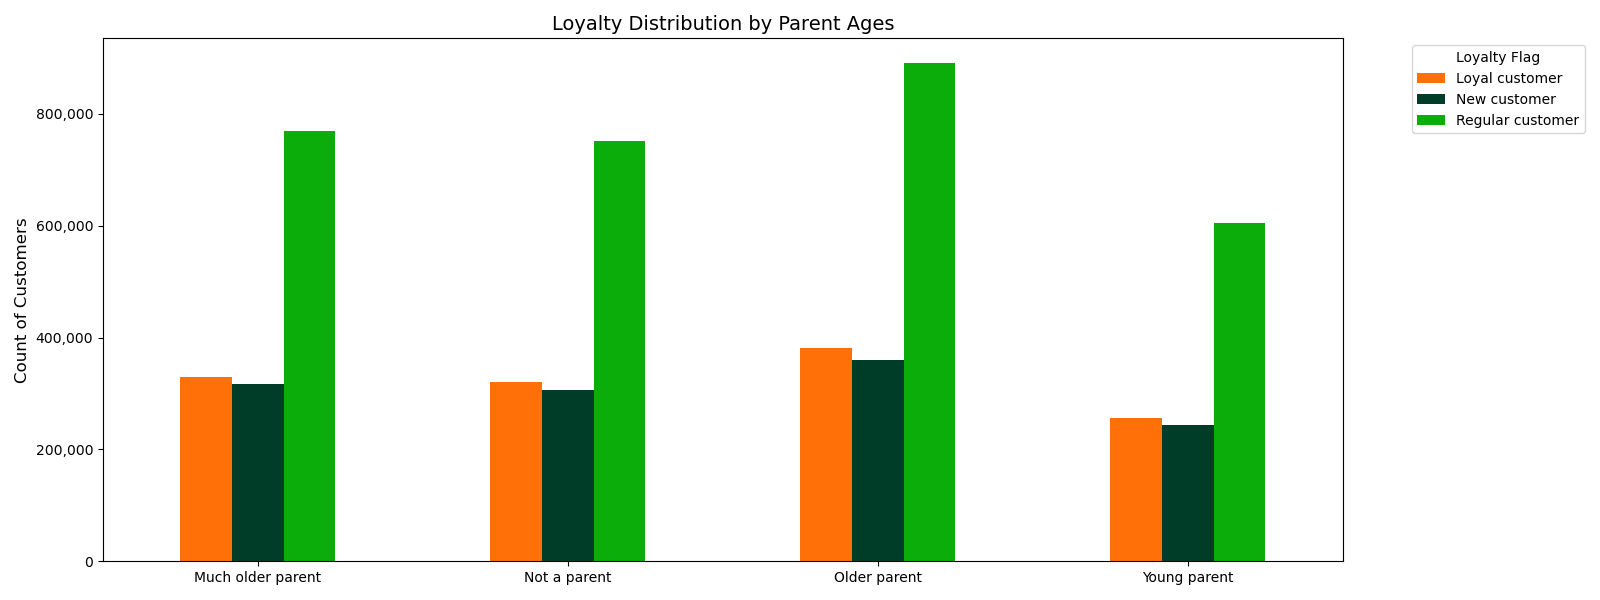 Loyalty Distribution by Parent Ages
Loyalty Flag
Loyal customer
New customer
Regular customer
Count of Customers
800,000
600,000
400,000
200,000
0
Much older parent
Not a parent
Older parent
Young parent